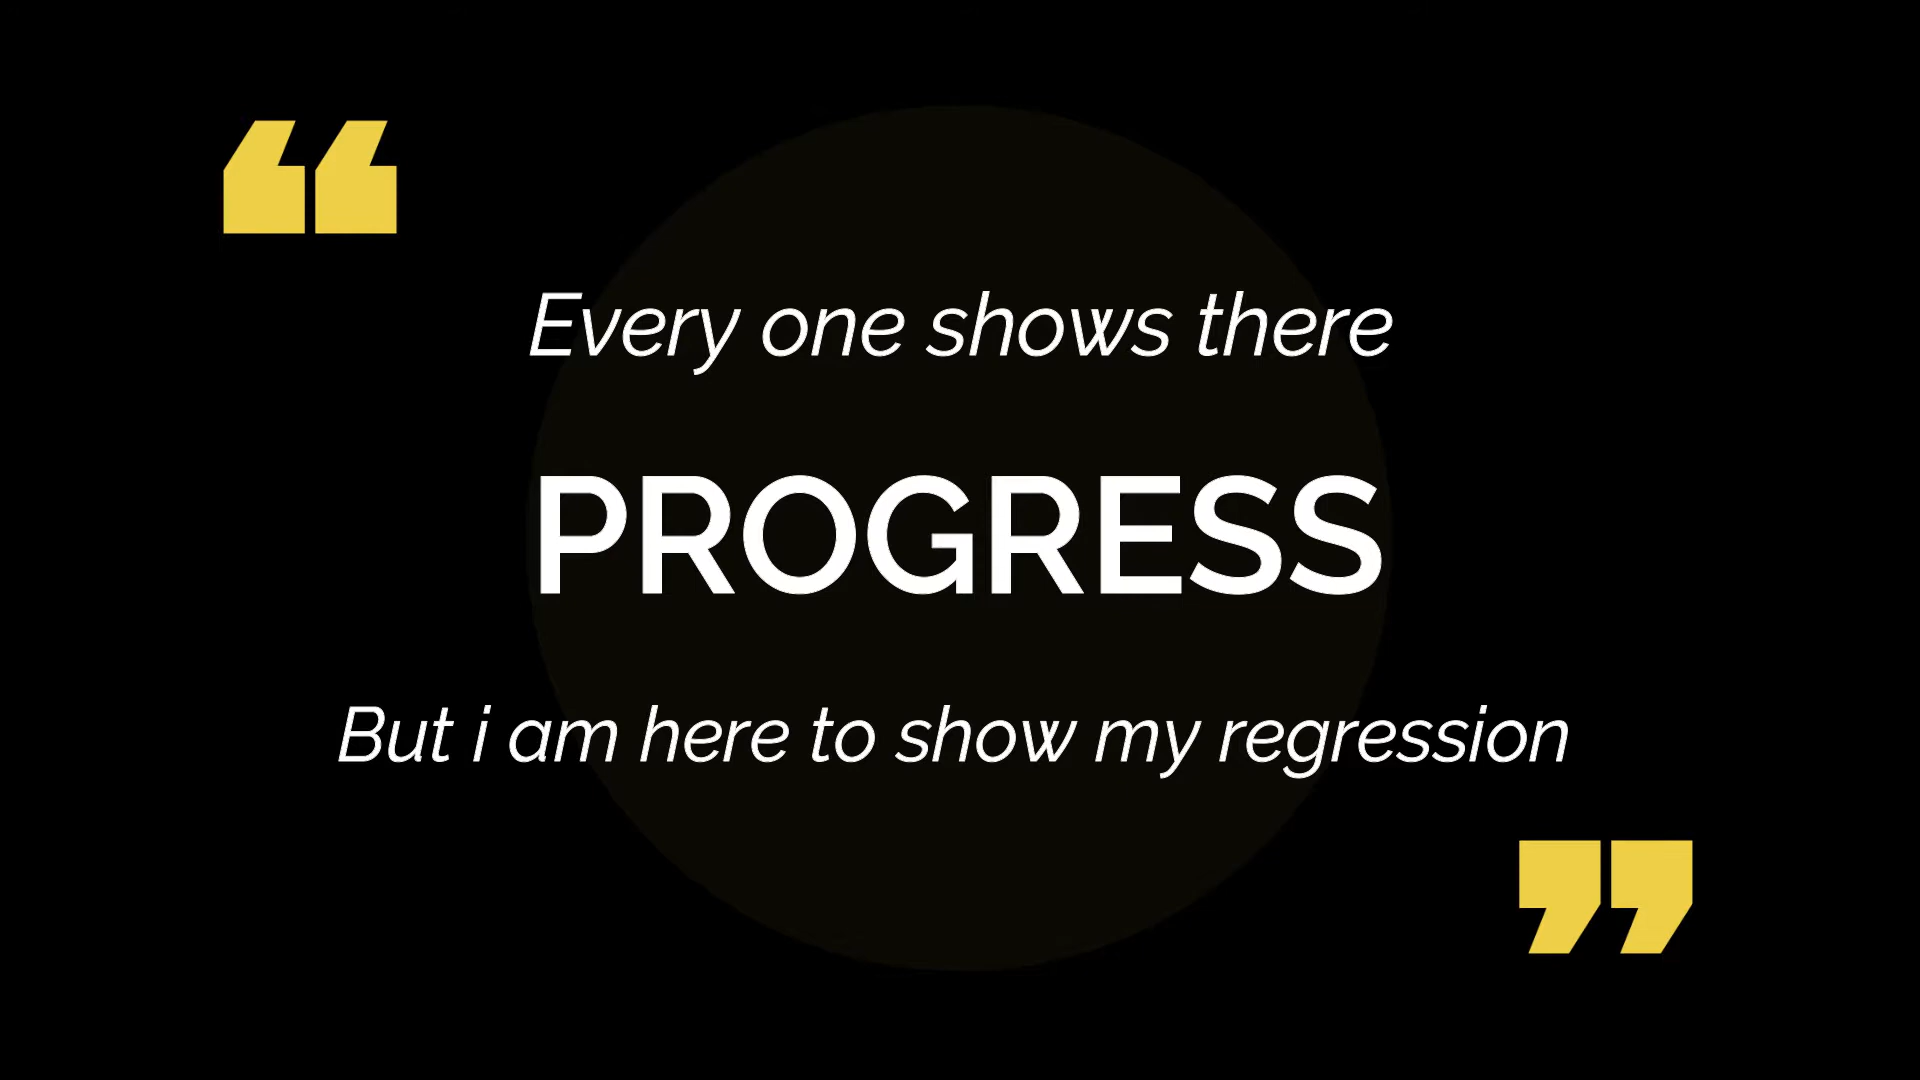 “
Every one shows there
PROGRESS
But i am here to show my regression
”